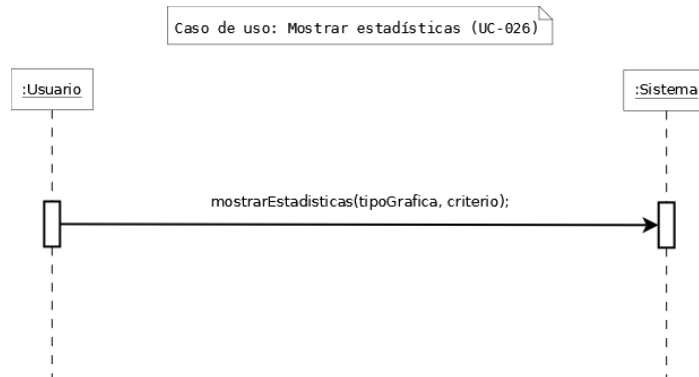 Caso de uso: Mostrar estadísticas (UC-026)
:Usuario
:Sistema
mostrarEstadisticas(tipoGrafica, criterio);